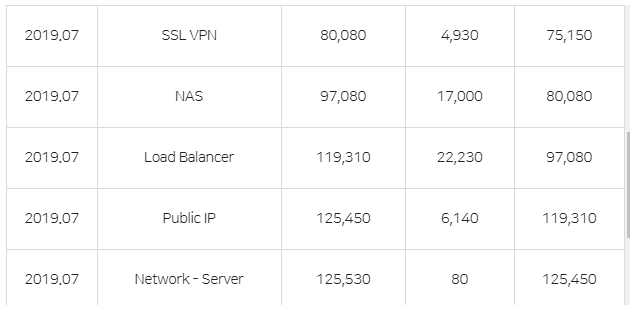 2019.07 SSL VPN 80,080 4,930 75,150
2019.07 NAS 97,080 17,000 80,080
2019.07 Load Balancer 119,310 22,230 97,080
2019.07 Public IP 125,450 6,140 119,310
2019.07 Network - Server 125,530 80 125,450